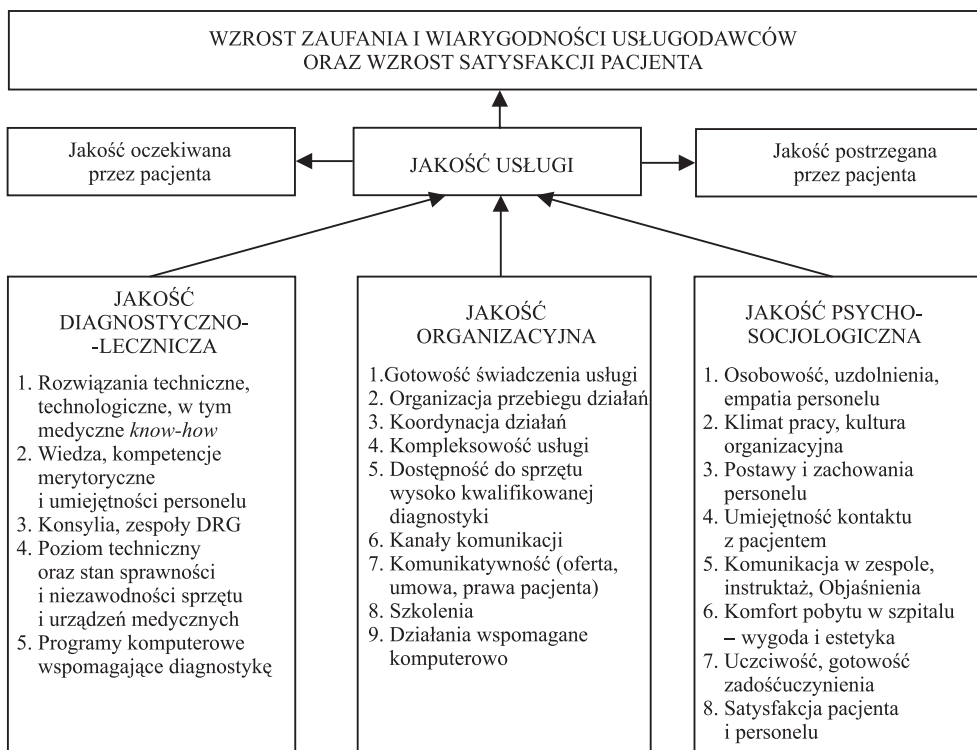 WZROST ZAUFANIA I WIARYGODNOŚCI USŁUGODAWCÓW
ORAZ WZROST SATYSFAKCJI PACJENTA
Jakość oczekiwana
przez pacjenta
JAKOŚĆ USŁUGI
Jakość postrzegana
przez pacjenta
JAKOŚĆ
DIAGNOSTYCZNO-
-LECZNICZA
1. Rozwiązania techniczne,
technologiczne, w tym
medyczne know-how
2. Wiedza, kompetencje
merytoryczne
i umiejętności personelu
3. Konsylia, zespoły DRG
4. Poziom techniczny
oraz stan sprawności
i niezawodności sprzętu
i urządzeń medycznych
5. Programy komputerowe
wspomagające diagnostykę
JAKOŚĆ
ORGANIZACYJNA
1.Gotowość świadczenia usługi
2. Organizacja przebiegu działań
3. Koordynacja działań
4. Kompleksowość usługi
5. Dostępność do sprzętu
wysoko kwalifikowanej
diagnostyki
6. Kanały komunikacji
7. Komunikatywność (oferta,
umowa, prawa pacjenta)
8. Szkolenia
9. Działania wspomagane
komputerowo
JAKOŚĆ PSYCHO-
SOCJOLOGICZNA
1. Osobowość, uzdolnienia,
empatia personelu
2. Klimat pracy, kultura
organizacyjna
3. Postawy i zachowania
personelu
4. Umiejętność kontaktu
z pacjentem
5. Komunikacja w zespole,
instruktaż, Objaśnienia
6. Komfort pobytu w szpitalu
– wygoda i estetyka
7. Uczciwość, gotowość
zadośćuczynienia
8. Satysfakcja pacjenta
i personelu